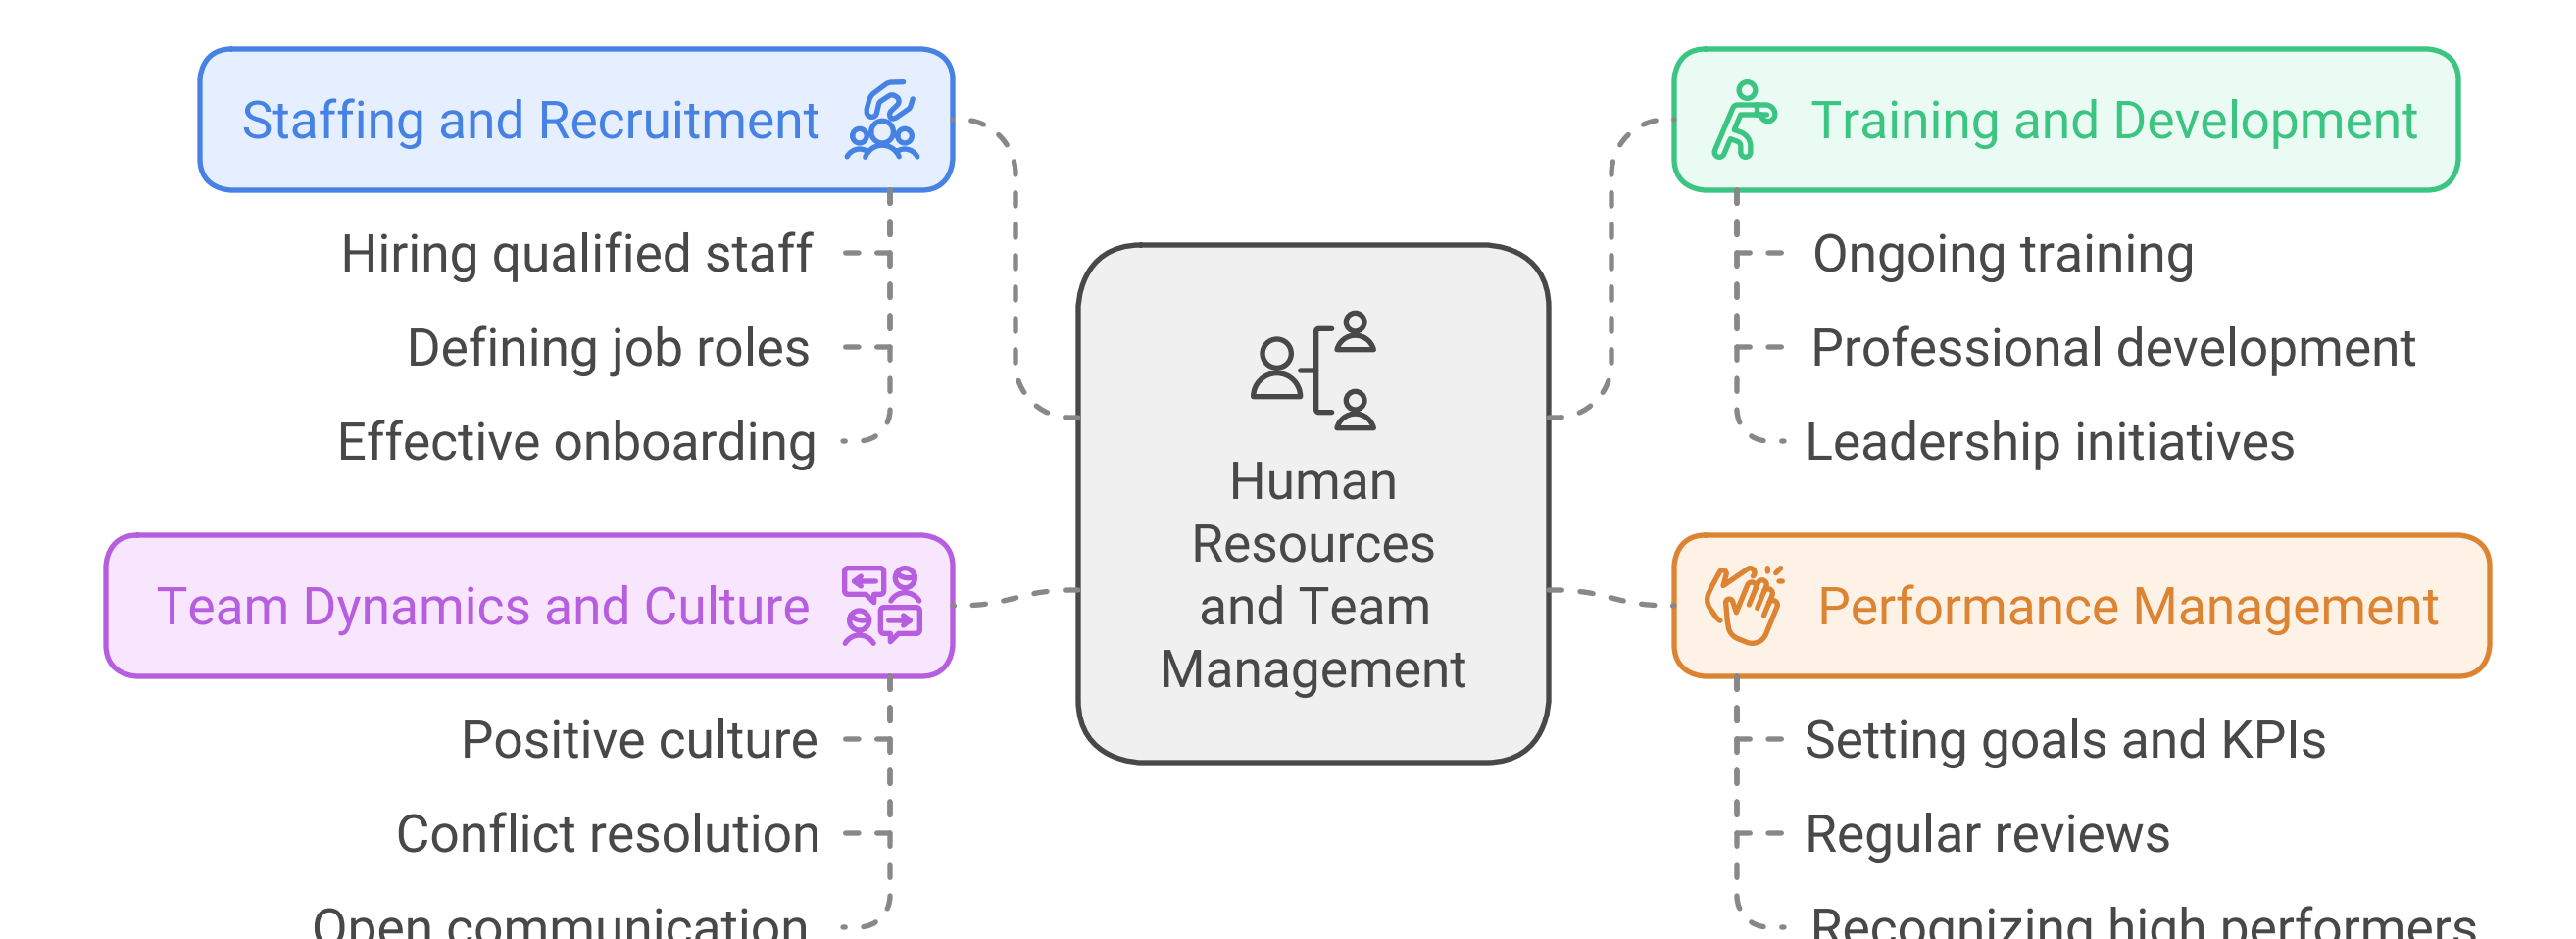 Staffing and Recruitment
Hiring qualified staff
Defining job roles
Effective onboarding
Team Dynamics and Culture
Positive culture
Conflict resolution
Open communication
Human
Resources
and Team
Management
Training and Development
Ongoing training
Professional development
Leadership initiatives
Performance Management
Setting goals and KPIs
Regular reviews
Recognizing high performers